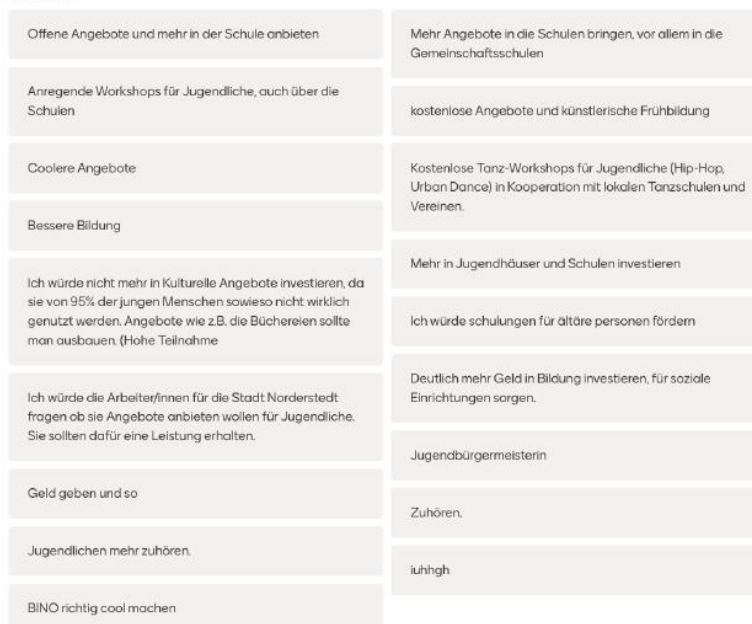 Offene Angebote und mehr in der Schule anbieten
Anregende Workshops für Jugendliche, auch über die
Schulen
Coolere Angebote
Bessere Bildung
Ich würde nicht mehr in Kulturelle Angebote investieren, da
sie von 95% der jungen Menschen sowieso nicht wirklich
genutzt werden. Angebote wie z.B. die Büchereien sollte
man ausbauen. (Hohe Teilnahme
Ich würde die Arbeiter/innen für die Stadt Norderstedt
fragen ob sie Angebote anbieten wollen für Jugendliche.
Sie sollten dafür eine Leistung erhalten.
Geld geben und so
Jugendlichen mehr zuhören.
BINO richtig cool machen
Mehr Angebote in die Schulen bringen, vor allem in die
Gemeinschaftsschulen
kostenlose Angebote und künstlerische Frühbildung
Kostenlose Tanz-Workshops für Jugendliche (Hip-Hop,
Urban Dance) in Kooperation mit lokalen Tanzschulen und
Vereinen.
Mehr in Jugendhäuser und Schulen investieren
Ich würde schulungen für ältäre personen fördern
Deutlich mehr Geld in Bildung investieren, für soziale
Einrichtungen sorgen.
Jugendbürgermeisterin
Zuhören.
iuhhgh